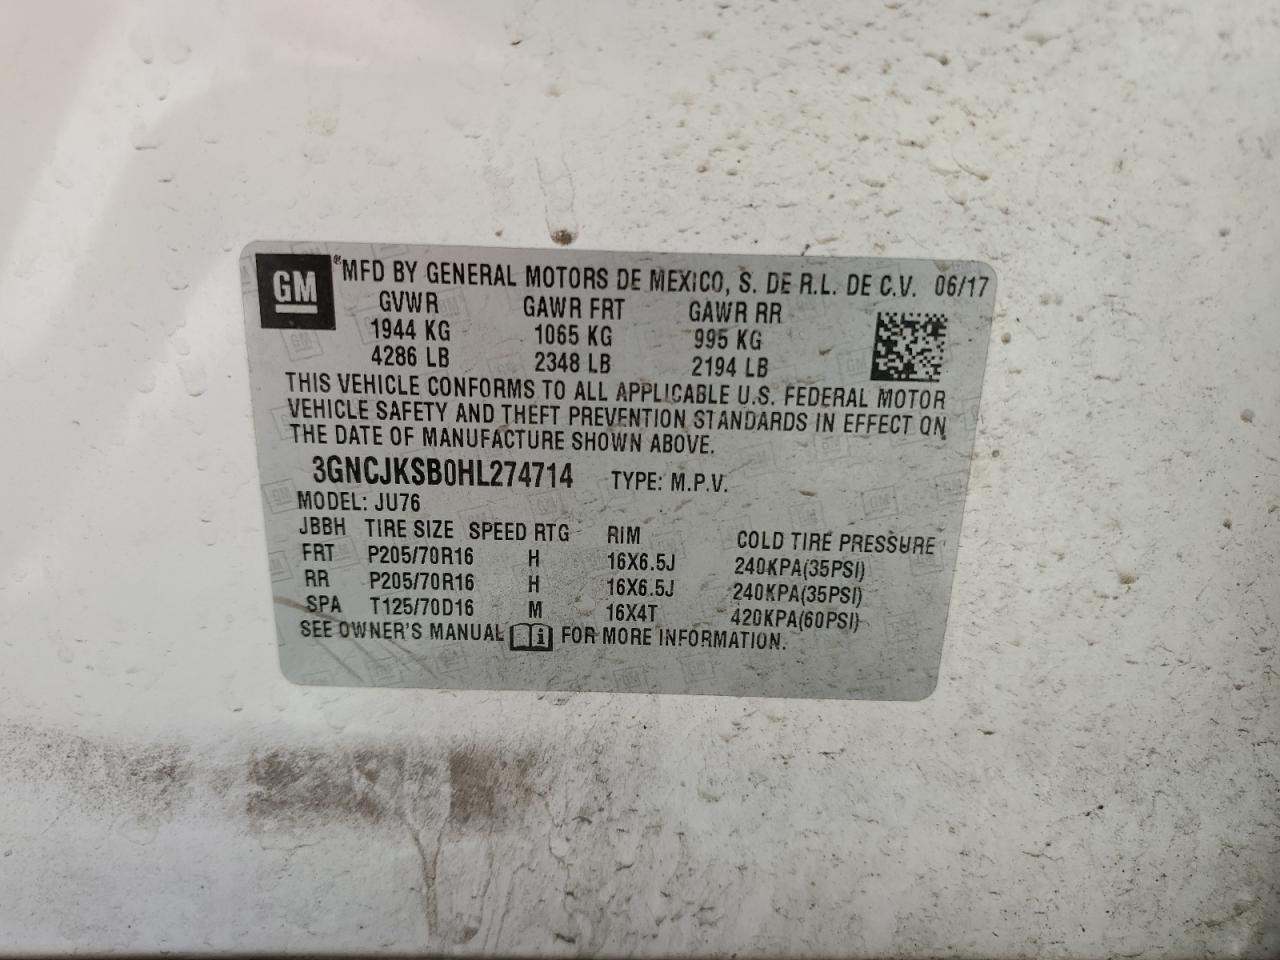 GM ® MFD BY GENERAL MOTORS DE MEXICO, S. DE R.L. DE C.V. 06/17
GVWR GAWR FRT GAWR RR
1944 KG 1065 KG 995 KG
4286 LB 2348 LB 2194 LB
THIS VEHICLE CONFORMS TO ALL APPLICABLE U.S. FEDERAL MOTOR
VEHICLE SAFETY AND THEFT PREVENTION STANDARDS IN EFFECT ON
THE DATE OF MANUFACTURE SHOWN ABOVE.
3GNCJKSB0HL274714 TYPE: M.P.V.
MODEL: JU76
JBBH TIRE SIZE SPEED RTG RIM COLD TIRE PRESSURE
FRT P205/70R16 H 16X6.5J 240KPA(35PSI)
RR P205/70R16 H 16X6.5J 240KPA(35PSI)
SPA T125/70D16 M 16X4T 420KPA(60PSI)
SEE OWNER'S MANUAL i FOR MORE INFORMATION.